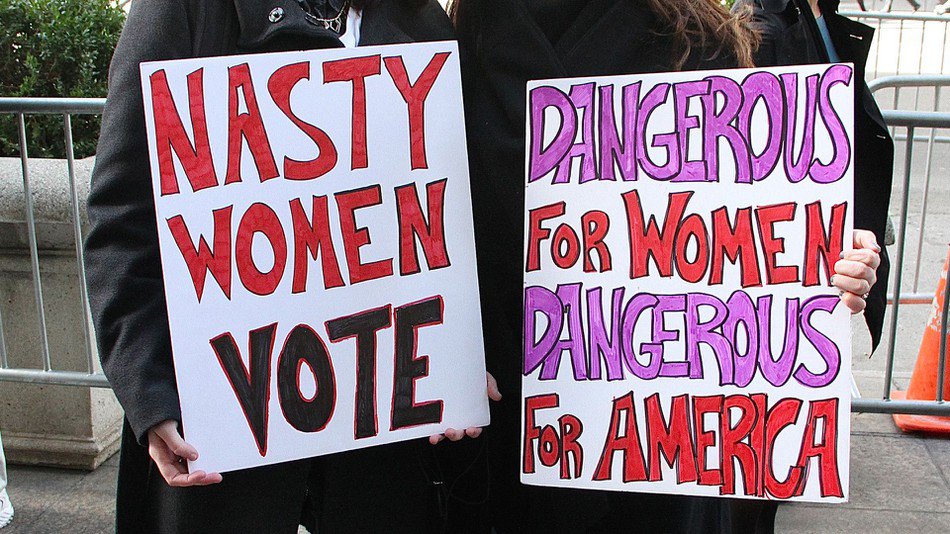 NASTY
WOMEN
VOTE
DANGEROUS
FOR WOMEN
DANGEROUS
FOR AMERICA